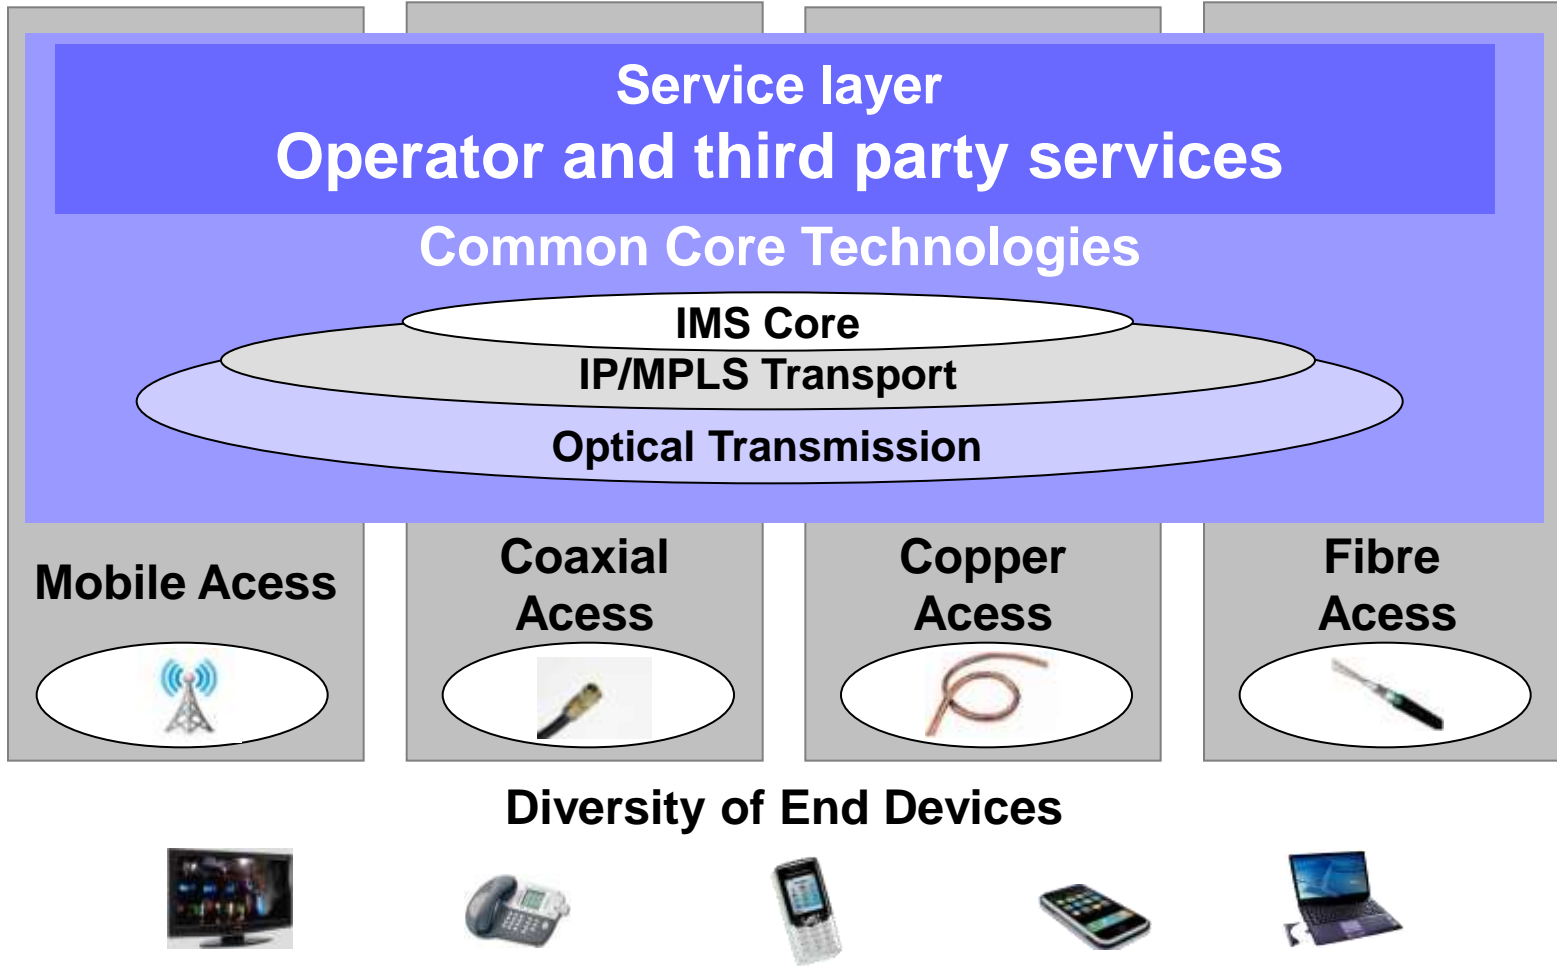 Service layer
Operator and third party services
Common Core Technologies
IMS Core
IP/MPLS Transport
Optical Transmission
Mobile Acess
Coaxial
Acess
Copper
Acess
Fibre
Acess
Diversity of End Devices